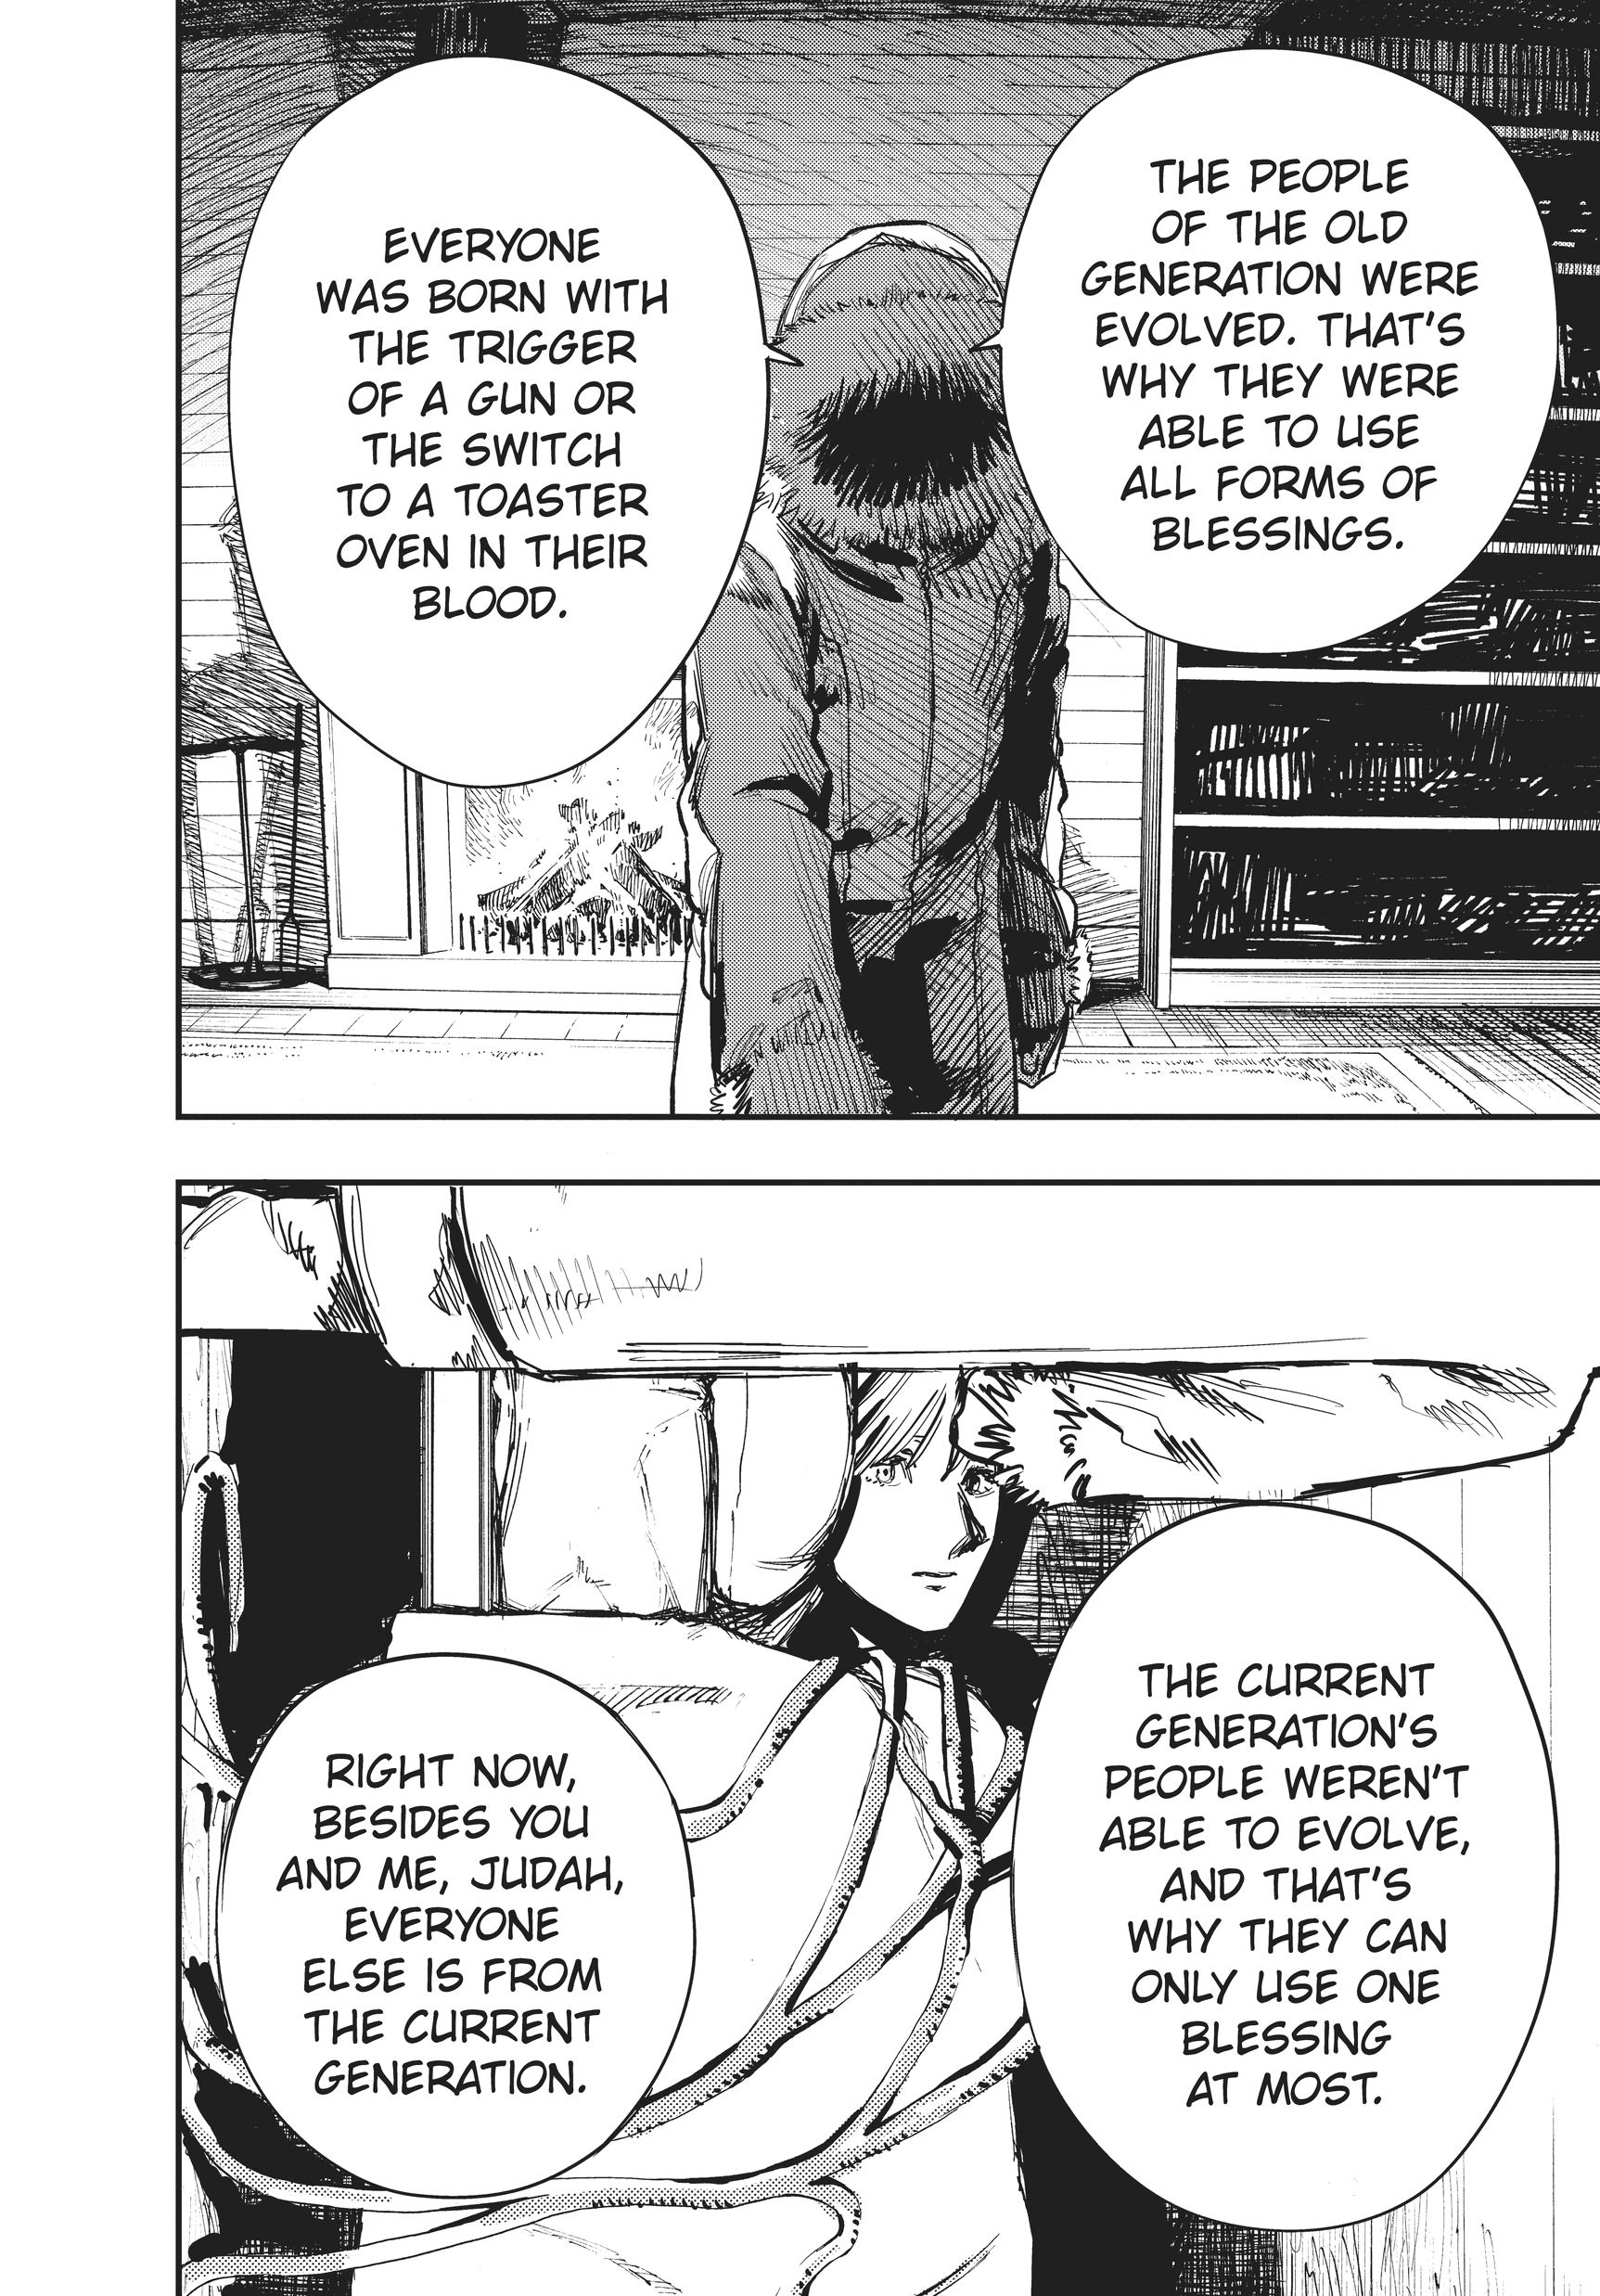 THE PEOPLE
OF THE OLD
GENERATION WERE
EVOLVED. THAT'S
WHY THEY WERE
ABLE TO USE
ALL FORMS OF
BLESSINGS.
EVERYONE
WAS BORN WITH
THE TRIGGER
OF A GUN OR
THE SWITCH
TO A TOASTER
OVEN IN THEIR
BLOOD.
THE CURRENT
GENERATION'S
PEOPLE WEREN'T
ABLE TO EVOLVE,
AND THAT'S
WHY THEY CAN
ONLY USE ONE
BLESSING
AT MOST.
RIGHT NOW,
BESIDES YOU
AND ME, JUDAH,
EVERYONE
ELSE IS FROM
THE CURRENT
GENERATION.